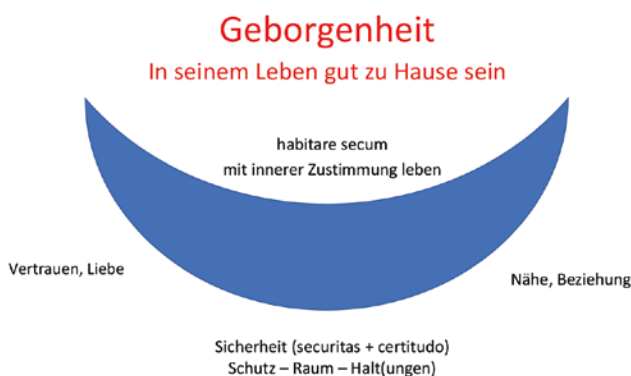 Geborgenheit
In seinem Leben gut zu Hause sein
habitare secum
mit innerer Zustimmung leben
Vertrauen, Liebe
Nähe, Beziehung
Sicherheit (securitas + certitudo)
Schutz – Raum – Halt(ungen)